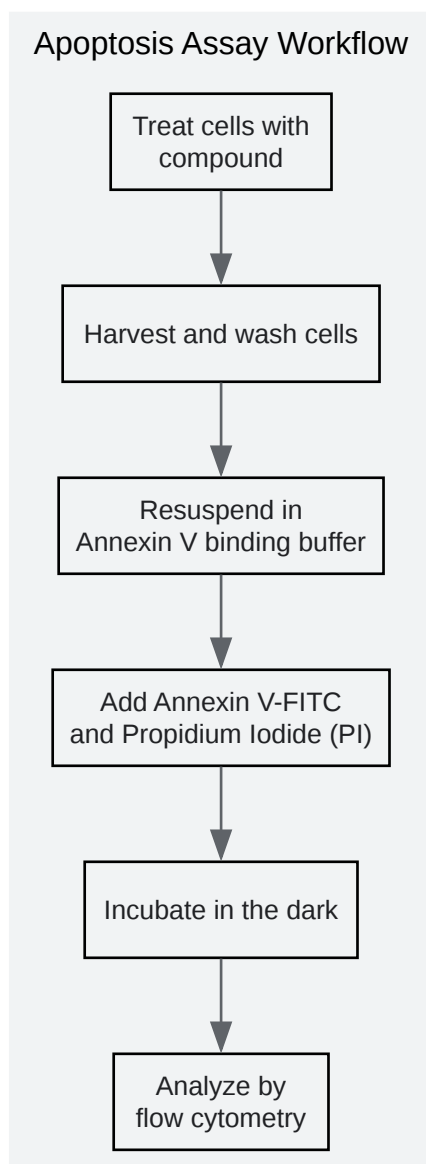 Apoptosis Assay Workflow
Treat cells with
compound
Harvest and wash cells
Resuspend in
Annexin V binding buffer
Add Annexin V-FITC
and Propidium Iodide (PI)
Incubate in the dark
Analyze by
flow cytometry